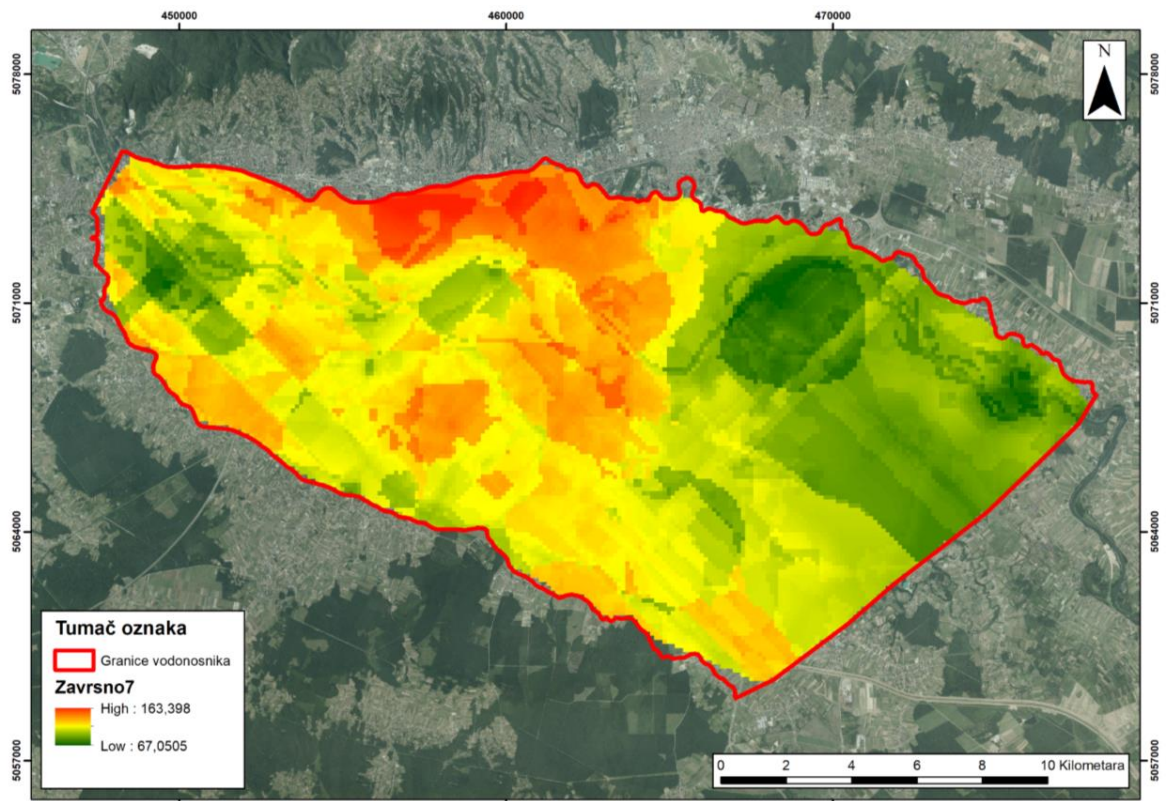 450000 460000 470000
N
5078000 5078000
5071000 5071000
5064000 5064000
5057000 5057000
Tumač oznaka
Granice vodonosnika
Zavrsno7
High : 163,398
Low : 67,0505
0 2 4 6 8 10 Kilometara